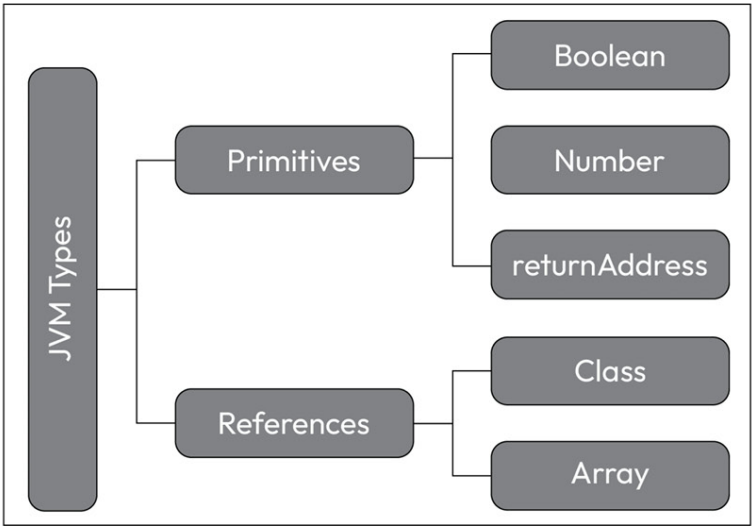 JVM Types
Primitives
Boolean
Number
returnAddress
References
Class
Array